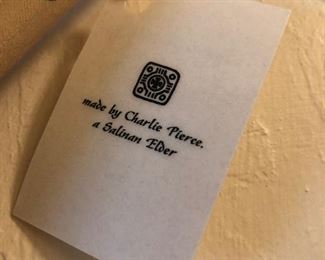 made by Charlie Pierce.
a Salinan Elder